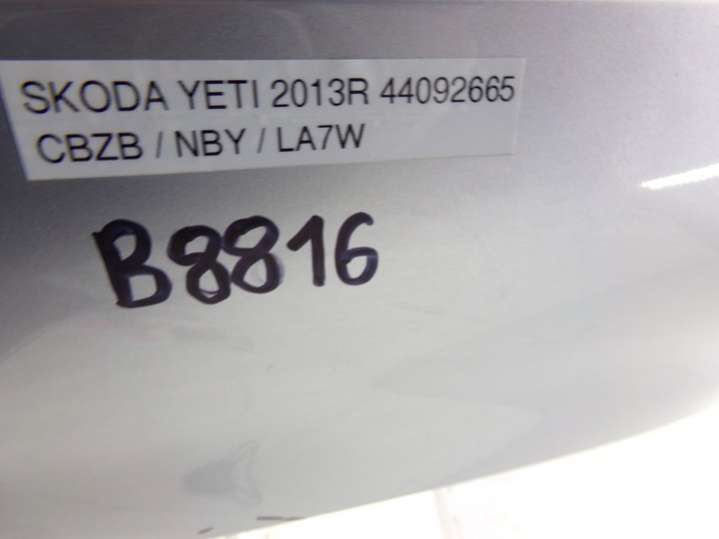 SKODA YETI 2013R 44092665
CBZB / NBY / LA7W
B8816